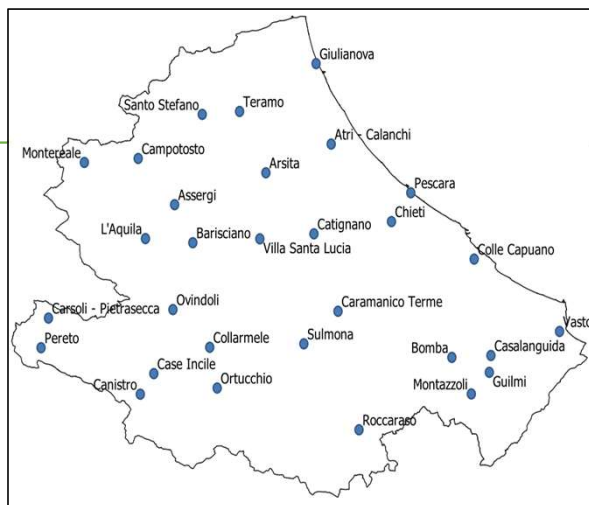 Giulianova
Santo Stefano
Teramo
Atri - Calanchi
Montereale
Campotosto
Arsita
Pescara
Assergi
Chieti
Catignano
L'Aquila
Barisciano
Villa Santa Lucia
Colle Capuano
Ovindoli
Caramanico Terme
Carsoli - Pietrasecca
Vasto
Pereto
Collarmele
Sulmona
Bomba
Casalanguida
Case Incile
Guilmi
Canistro
Ortucchio
Montazzoli
Roccaraso